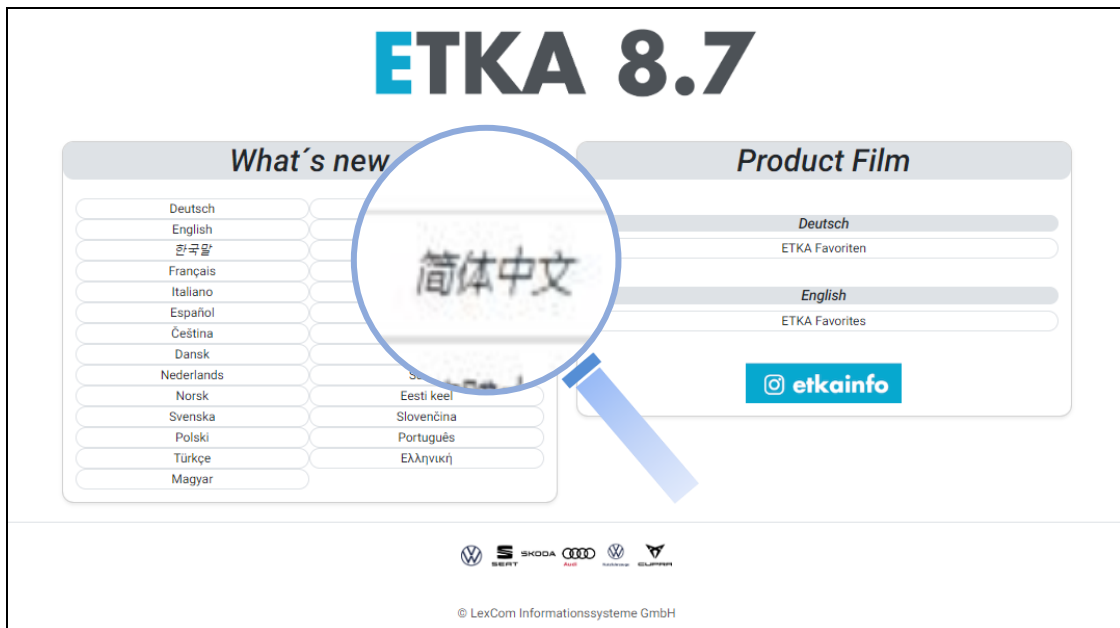 ETKA 8.7
What´s new
Deutsch
English
한국말
Français
Italiano
Español
Čeština
Dansk
Nederlands
Norsk
Svenska
Polski
Türkçe
Magyar
简体中文
Eesti keel
Slovenčina
Português
Ελληνική
Product Film
Deutsch
ETKA Favoriten
English
ETKA Favorites
etkainfo
SEAT
SKODA
Audi
CUPRA
© LexCom Informationssysteme GmbH